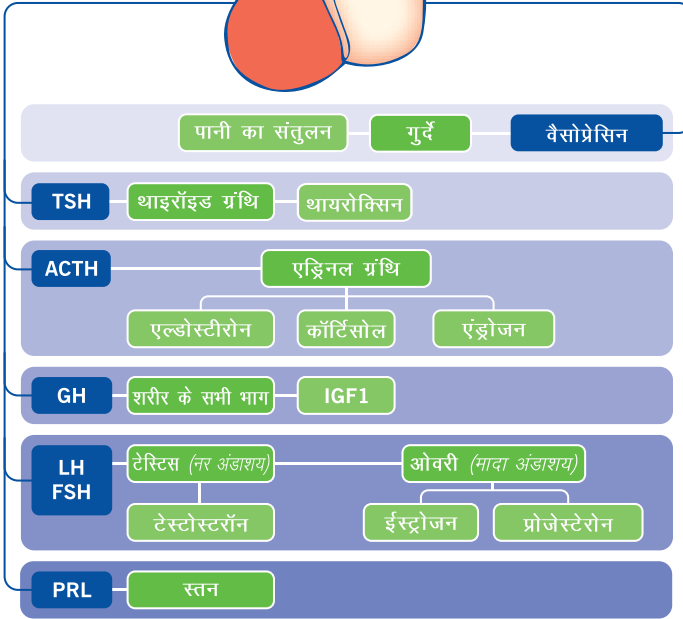 पानी का संतुलन गुर्दे वैसोप्रेसिन
TSH थाइरॉइड ग्रंथि थायरोक्सिन
ACTH एड्रिनल ग्रंथि
एल्डोस्टीरोन कॉर्टिसोल एंड्रोजन
GH शरीर के सभी भाग IGF1
LH
FSH
टेस्टिस (नर अंडाशय) ओवरी (मादा अंडाशय)
टेस्टोस्टरॉन ईस्ट्रोजन प्रोजेस्टेरोन
PRL स्तन